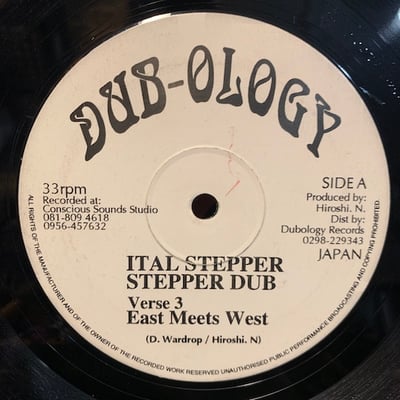 DUB-OLOGY
33rpm
Recorded at:
Conscious Sounds Studio
081-809 4618
0956-457632
SIDE A
Produced by:
Hiroshi. N.
Dist by:
Dubology Records
0298-229343
JAPAN
ITAL STEPPER
STEPPER DUB
Verse 3
East Meets West
(D. Wardrop / Hiroshi. N)
ALL RIGHTS OF THE MANUFACTURER AND OF THE OWNER OF THE RECORDED WORK RESERVED UNAUTHORISED PUBLIC PERFORMANCE BROADCASTING AND COPYING PROHIBITED.